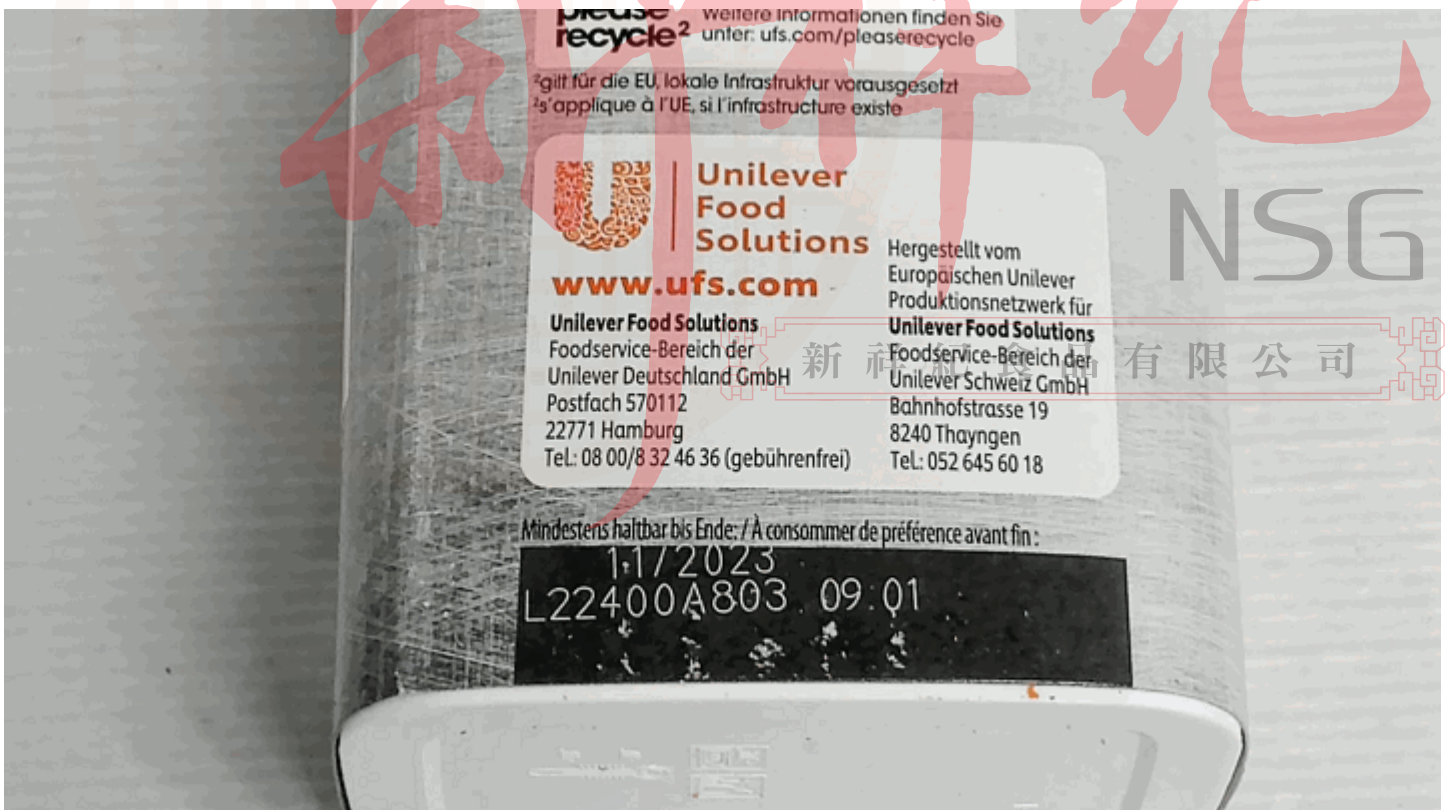 please
recycle²
Weitere Informationen finden Sie
unter: ufs.com/pleaserecycle
²gilt für die EU, lokale Infrastruktur vorausgesetzt
²s'applique à l'UE, si l'infrastructure existe
新祥紀
NSG
Unilever
Food
Solutions
www.ufs.com
Unilever Food Solutions
Foodservice-Bereich der
Unilever Deutschland GmbH
Postfach 570112
22771 Hamburg
Tel.: 08 00/8 32 46 36 (gebührenfrei)
Hergestellt vom
Europäischen Unilever
Produktionsnetzwerk für
Unilever Food Solutions
Foodservice-Bereich der
Unilever Schweiz GmbH
Bahnhofstrasse 19
8240 Thayngen
Tel.: 052 645 60 18
新祥紀食品有限公司
Mindestens haltbar bis Ende: / À consommer de préférence avant fin :
11/2023
L22400A803 09:01